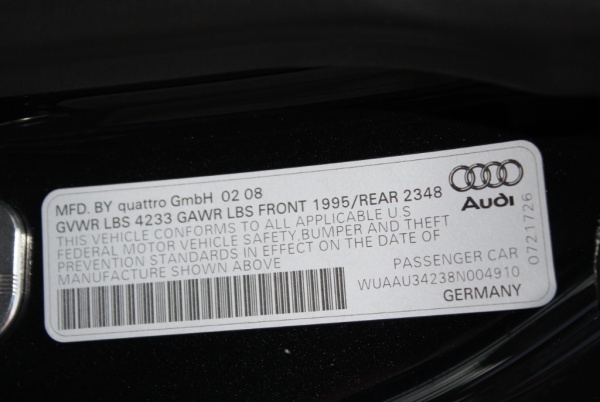 MFD. BY quattro GmbH 02 08
GVWR LBS 4233 GAWR LBS FRONT 1995/REAR 2348
THIS VEHICLE CONFORMS TO ALL APPLICABLE U S
FEDERAL MOTOR VEHICLE SAFETY,BUMPER AND THEFT
PREVENTION STANDARDS IN EFFECT ON THE DATE OF
MANUFACTURE SHOWN ABOVE
Audi
0721726
PASSENGER CAR
WUAAU34238N004910
GERMANY